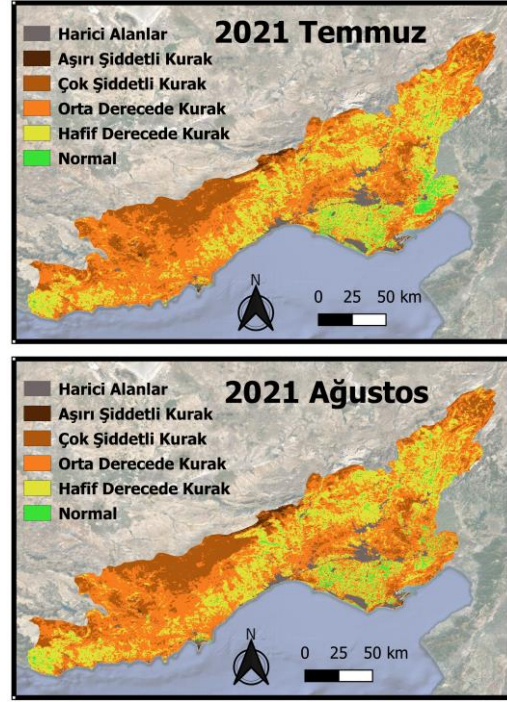 2021 Temmuz
Harici Alanlar
Aşırı Şiddetli Kurak
Çok Şiddetli Kurak
Orta Derecede Kurak
Hafif Derecede Kurak
Normal
N
0 25 50 km
2021 Ağustos
Harici Alanlar
Aşırı Şiddetli Kurak
Çok Şiddetli Kurak
Orta Derecede Kurak
Hafif Derecede Kurak
Normal
N
0 25 50 km